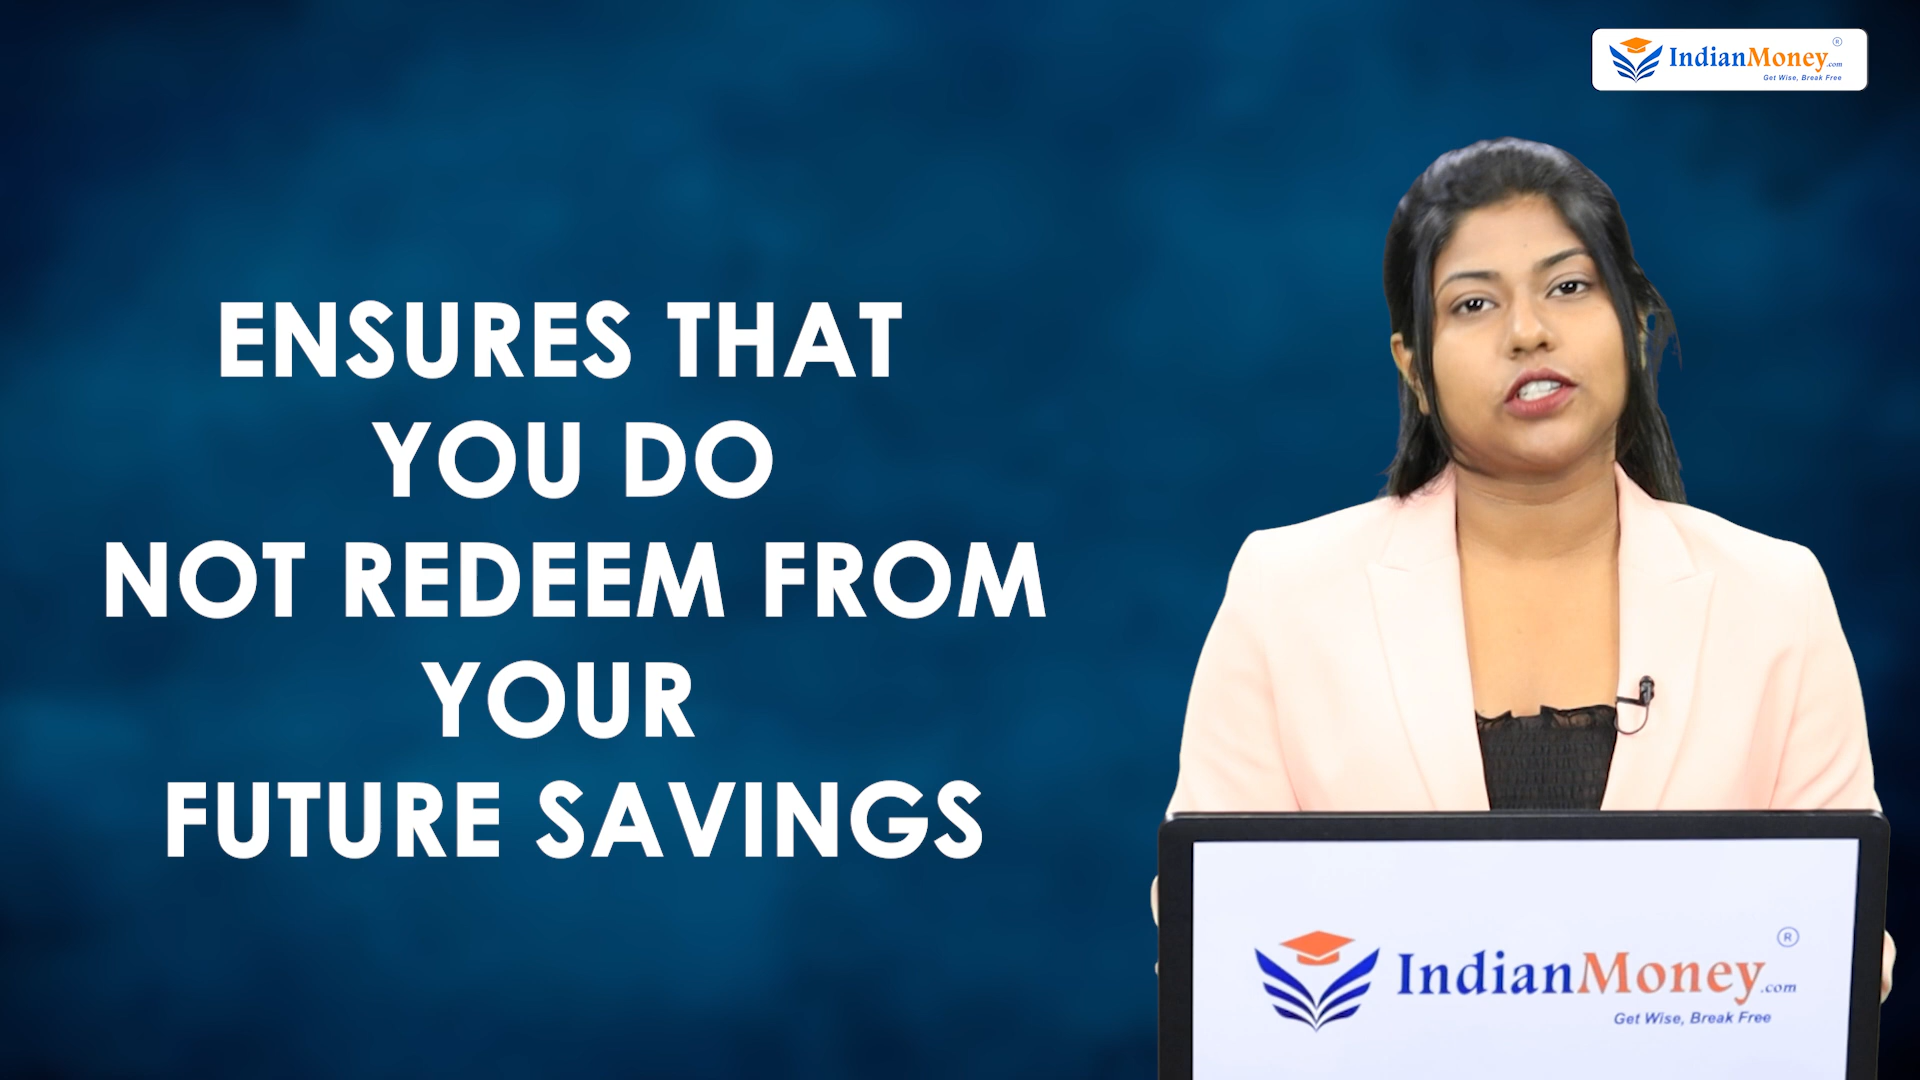 IndianMoney.com
®
Get Wise, Break Free
ENSURES THAT
YOU DO
NOT REDEEM FROM
YOUR
FUTURE SAVINGS
®
IndianMoney.com
Get Wise, Break Free